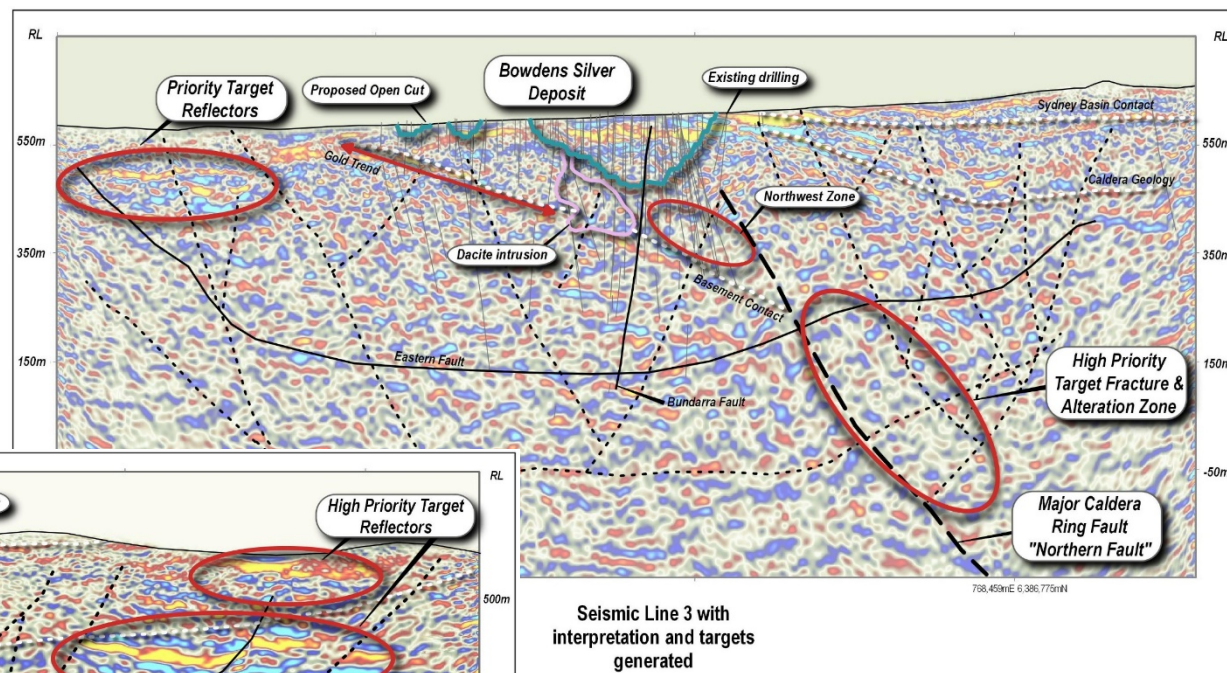 RL
RL
Bowdens Silver
Deposit
Existing drilling
Priority Target
Reflectors
Proposed Open Cut
Sydney Basin Contact
550m
550m
Gold Trend
Caldera Geology
Northwest Zone
Dacite intrusion
350m
350m
Basement Contact
Eastern Fault
150m
150m
High Priority
Target Fracture &
Alteration Zone
Bundarra Fault
-50m
Major Caldera
Ring Fault
"Northern Fault"
768,459mE 6,386,775mN
RL
High Priority Target
Reflectors
500m
Seismic Line 3 with
interpretation and targets
generated